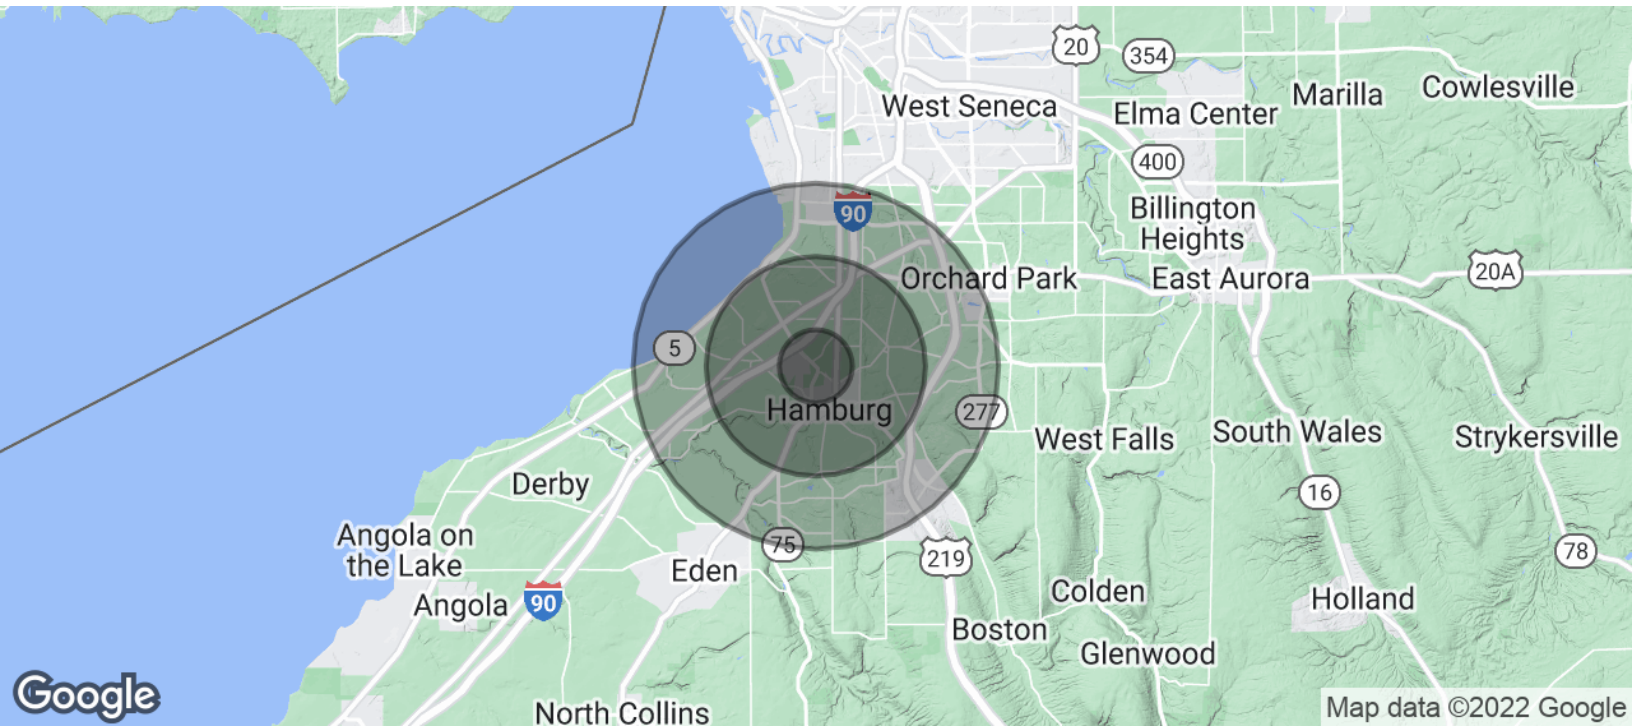 20
354
Marilla
Cowlesville
West Seneca
Elma Center
400
Billington
Heights
90
Orchard Park
East Aurora
20A
5
Hamburg
277
West Falls
South Wales
Strykersville
Derby
16
Angola on
the Lake
75
219
78
Eden
Angola
90
Colden
Holland
Boston
Glenwood
Google
North Collins
Map data ©2022 Google